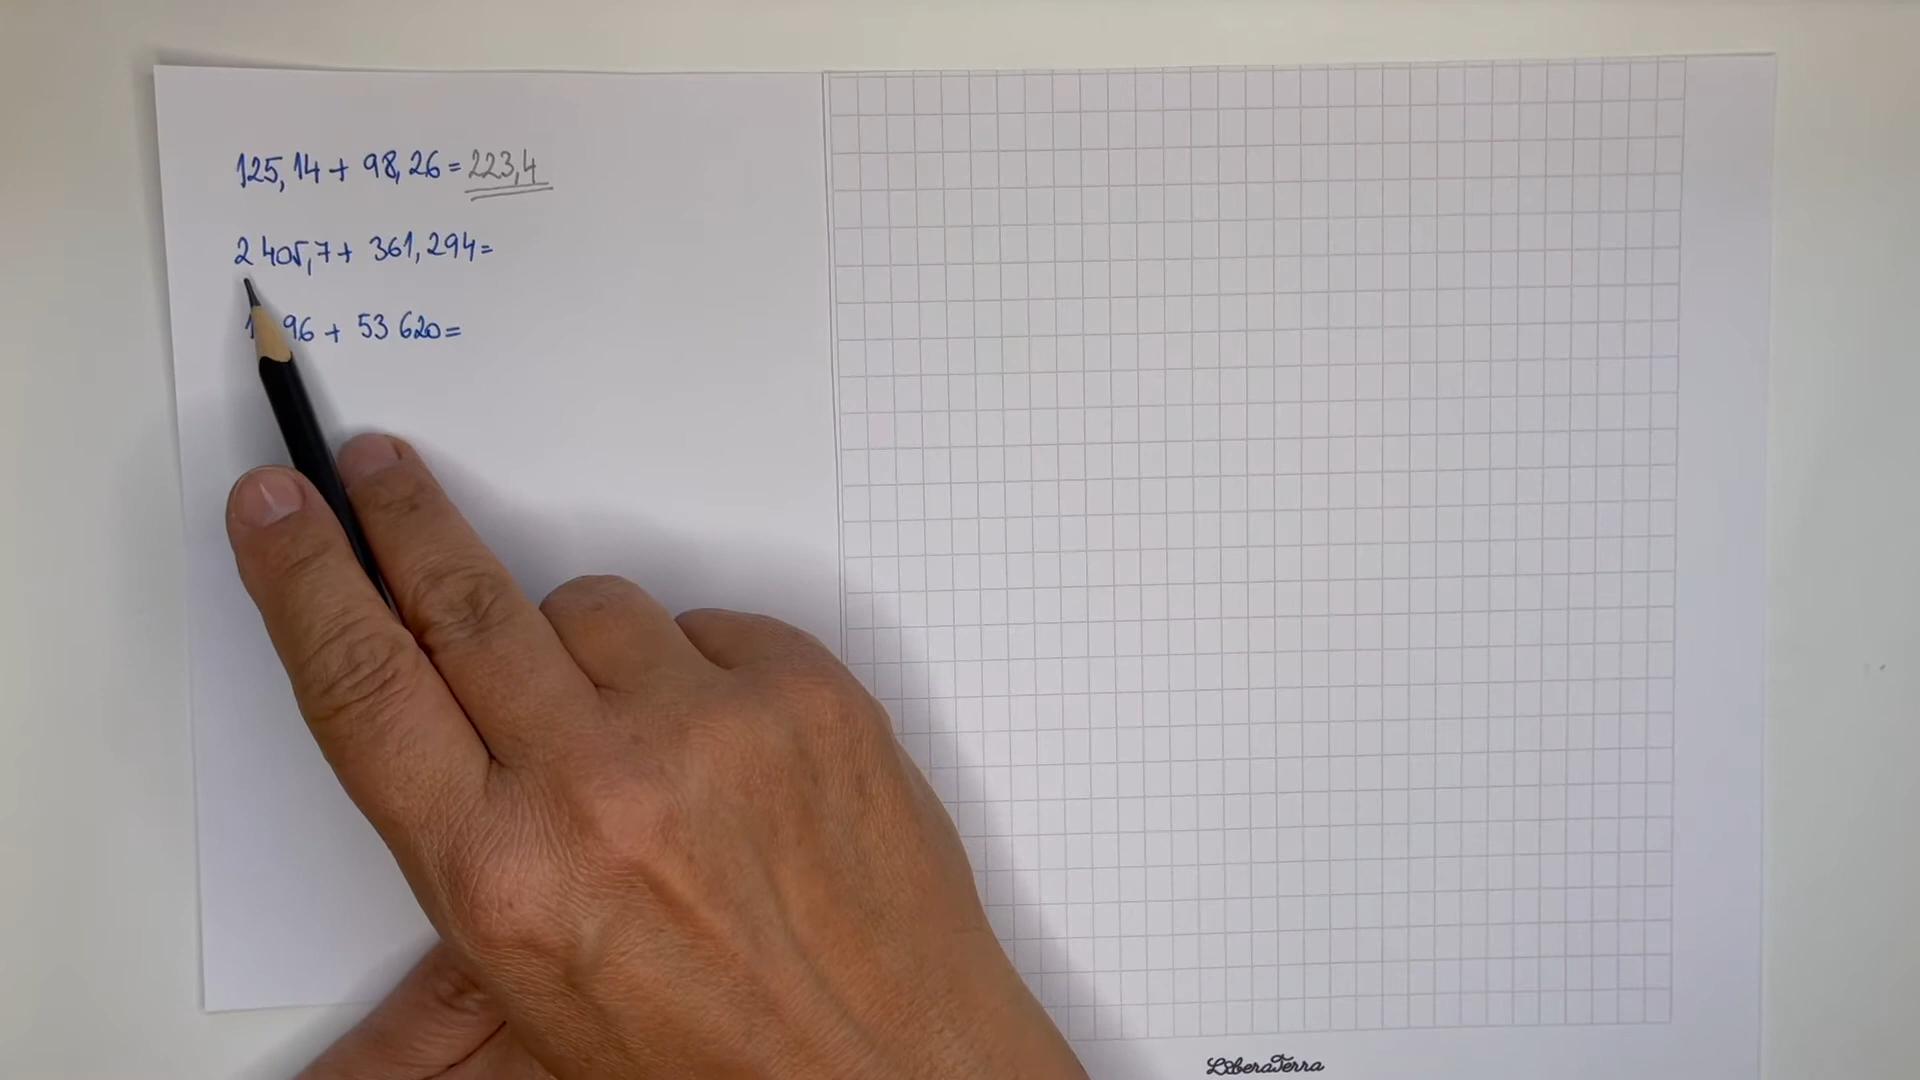 125,14 + 98,26 = 223,4
2 405,7 + 361,294 =
96 + 53 620 =
LiberaTerra